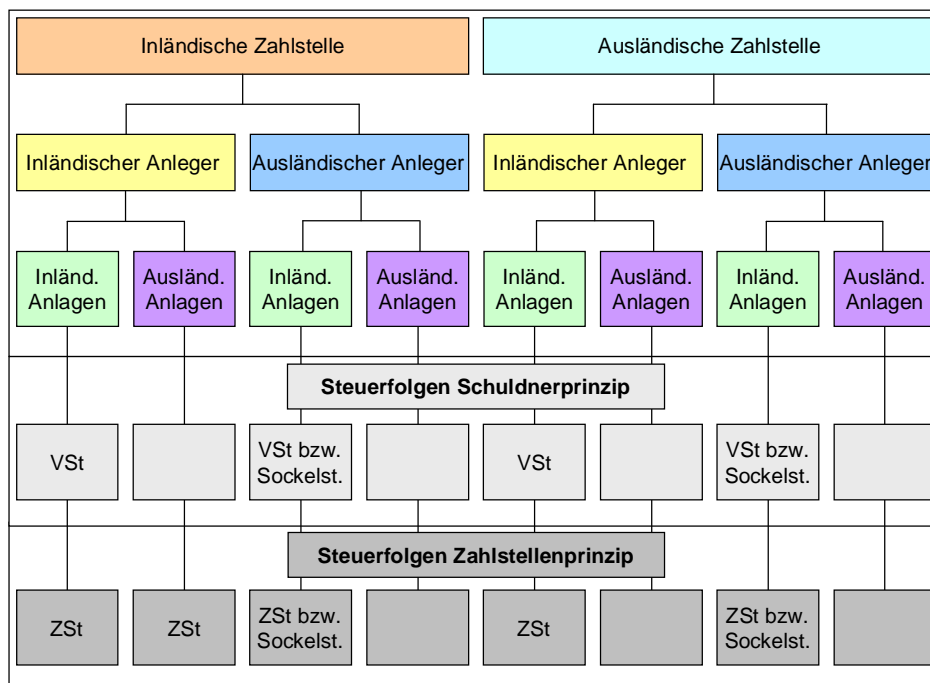 Inländische Zahlstelle
Ausländische Zahlstelle
Inländischer Anleger
Ausländischer Anleger
Inländischer Anleger
Ausländischer Anleger
Inländ.
Anlagen
Ausländ.
Anlagen
Inländ.
Anlagen
Ausländ.
Anlagen
Inländ.
Anlagen
Ausländ.
Anlagen
Inländ.
Anlagen
Ausländ.
Anlagen
Steuerfolgen Schuldnerprinzip
VSt
VSt bzw.
Sockelst.
VSt
VSt bzw.
Sockelst.
Steuerfolgen Zahlstellenprinzip
ZSt
ZSt
ZSt bzw.
Sockelst.
ZSt
ZSt bzw.
Sockelst.